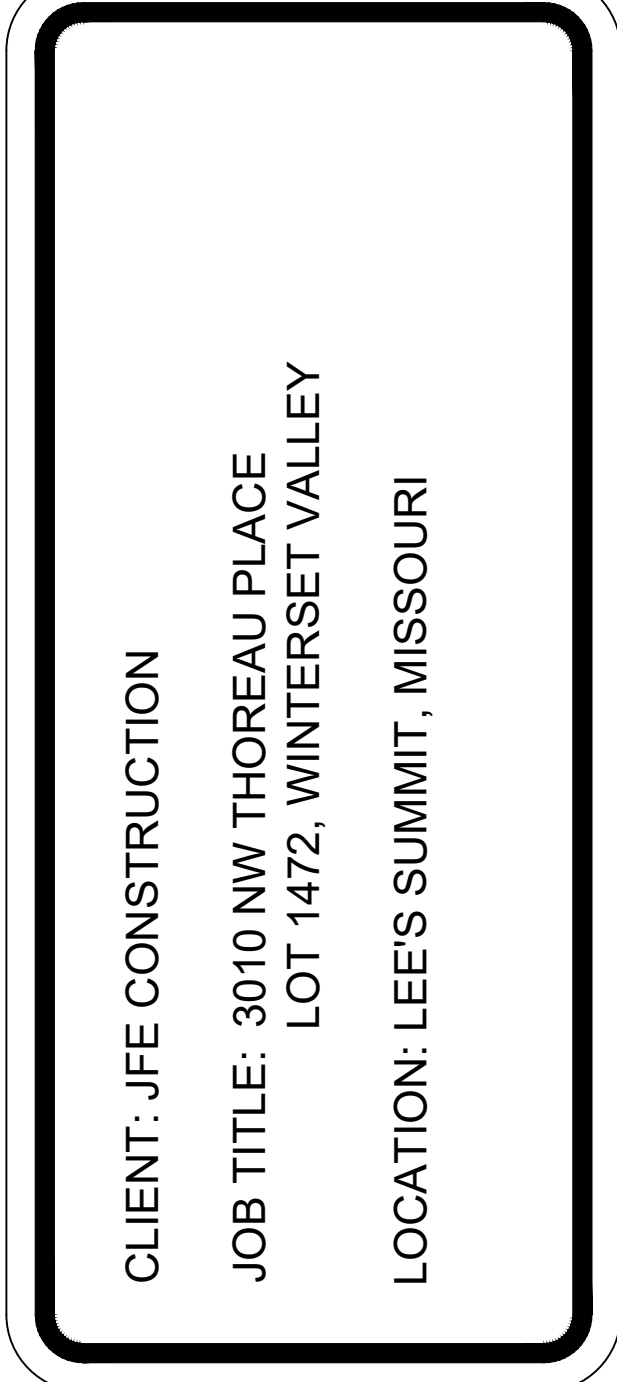 CLIENT: JFE CONSTRUCTION
JOB TITLE: 3010 NW THOREAU PLACE
LOT 1472, WINTERSET VALLEY
LOCATION: LEE'S SUMMIT, MISSOURI